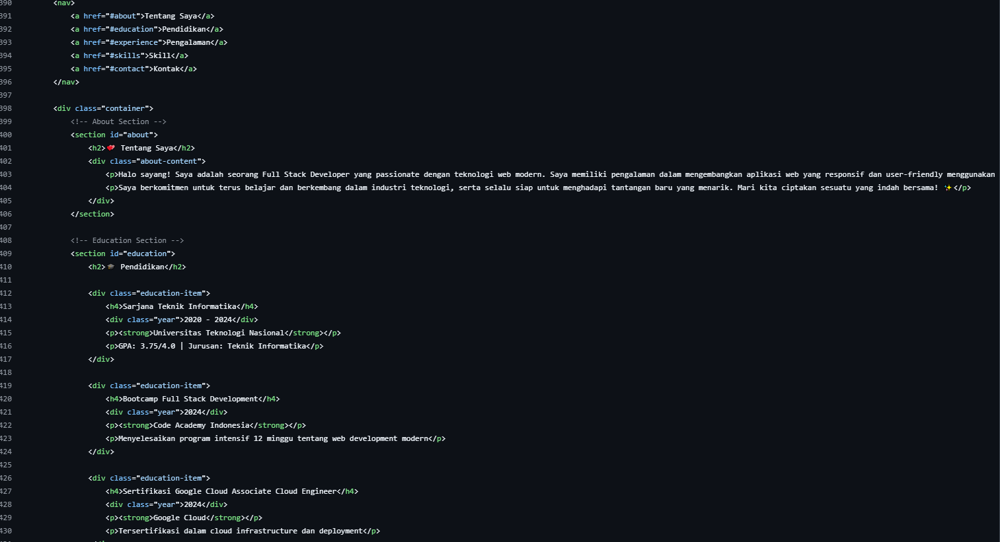 390 <nav>
391 <a href="#about">Tentang Saya</a>
392 <a href="#education">Pendidikan</a>
393 <a href="#experience">Pengalaman</a>
394 <a href="#skills">Skill</a>
395 <a href="#contact">Kontak</a>
396 </nav>
397
398 <div class="container">
399 <!-- About Section -->
400 <section id="about">
401 <h2>💖 Tentang Saya</h2>
402 <div class="about-content">
403 <p>Halo sayang! Saya adalah seorang Full Stack Developer yang passionate dengan teknologi web modern. Saya memiliki pengalaman dalam mengembangkan aplikasi web yang responsif dan user-friendly menggunakan
404 <p>Saya berkomitmen untuk terus belajar dan berkembang dalam industri teknologi, serta selalu siap untuk menghadapi tantangan baru yang menarik. Mari kita ciptakan sesuatu yang indah bersama! ✨</p>
405 </div>
406 </section>
407
408 <!-- Education Section -->
409 <section id="education">
410 <h2>🎓 Pendidikan</h2>
411
412 <div class="education-item">
413 <h4>Sarjana Teknik Informatika</h4>
414 <div class="year">2020 - 2024</div>
415 <p><strong>Universitas Teknologi Nasional</strong></p>
416 <p>GPA: 3.75/4.0 | Jurusan: Teknik Informatika</p>
417 </div>
418
419 <div class="education-item">
420 <h4>Bootcamp Full Stack Development</h4>
421 <div class="year">2024</div>
422 <p><strong>Code Academy Indonesia</strong></p>
423 <p>Menyelesaikan program intensif 12 minggu tentang web development modern</p>
424 </div>
425
426 <div class="education-item">
427 <h4>Sertifikasi Google Cloud Associate Cloud Engineer</h4>
428 <div class="year">2024</div>
429 <p><strong>Google Cloud</strong></p>
430 <p>Tersertifikasi dalam cloud infrastructure dan deployment</p>